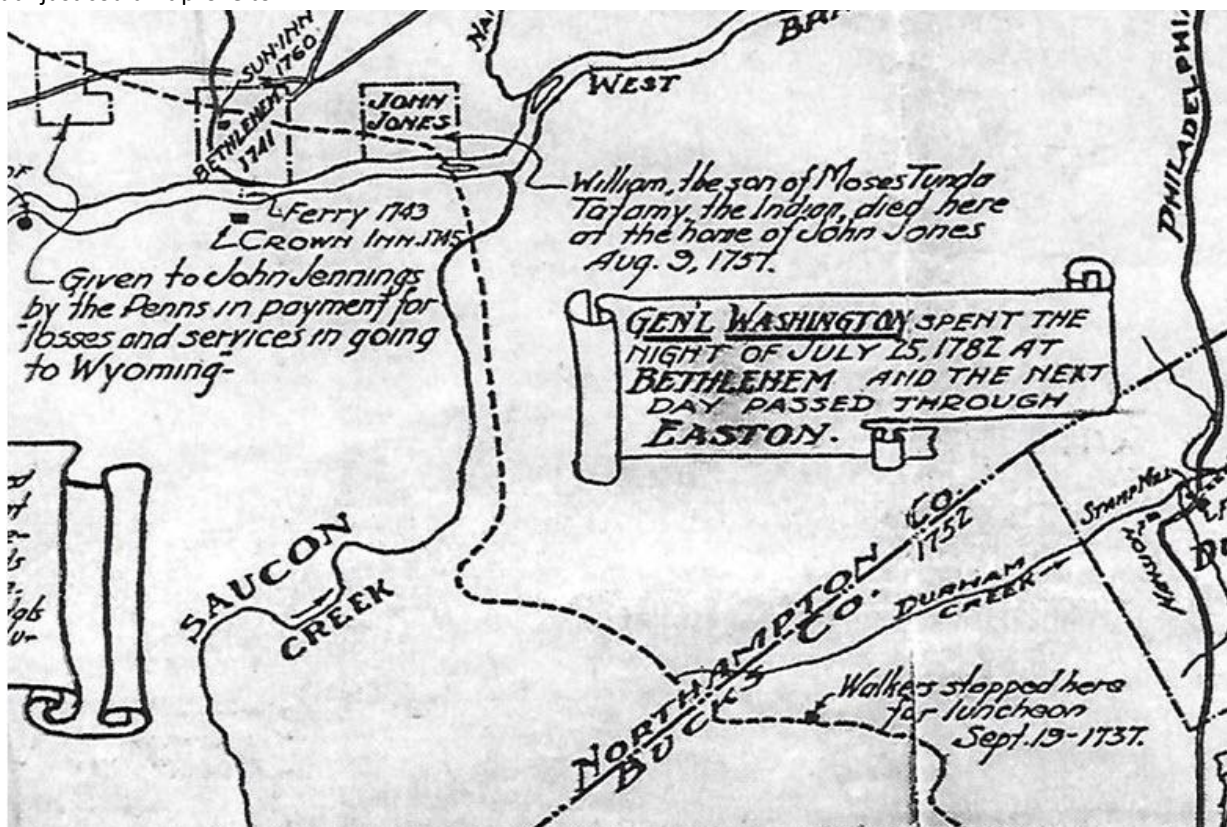 SUN-INN
1760.
BETHLEHEM
1741
JOHN
JONES
WEST
PHILADELPHI
Ferry 1743
CROWN INN-1745
William, the son of Moses Tunda
Tatamy, the Indian, died here
at the home of John Jones
Aug. 9, 1757.
Given to John Jennings
by the Penns in payment for
losses and services in going
to Wyoming-
GEN'L WASHINGTON SPENT THE
NIGHT OF JULY 25, 1782 AT
BETHLEHEM AND THE NEXT
DAY PASSED THROUGH
EASTON.
SAUCON
CREEK
NORTHAMPTON CO.
BUCKS CO.
1752
DURHAM
CREEK
STAMP MILL
Walkers stopped here
for luncheon
Sept. 19-1737.